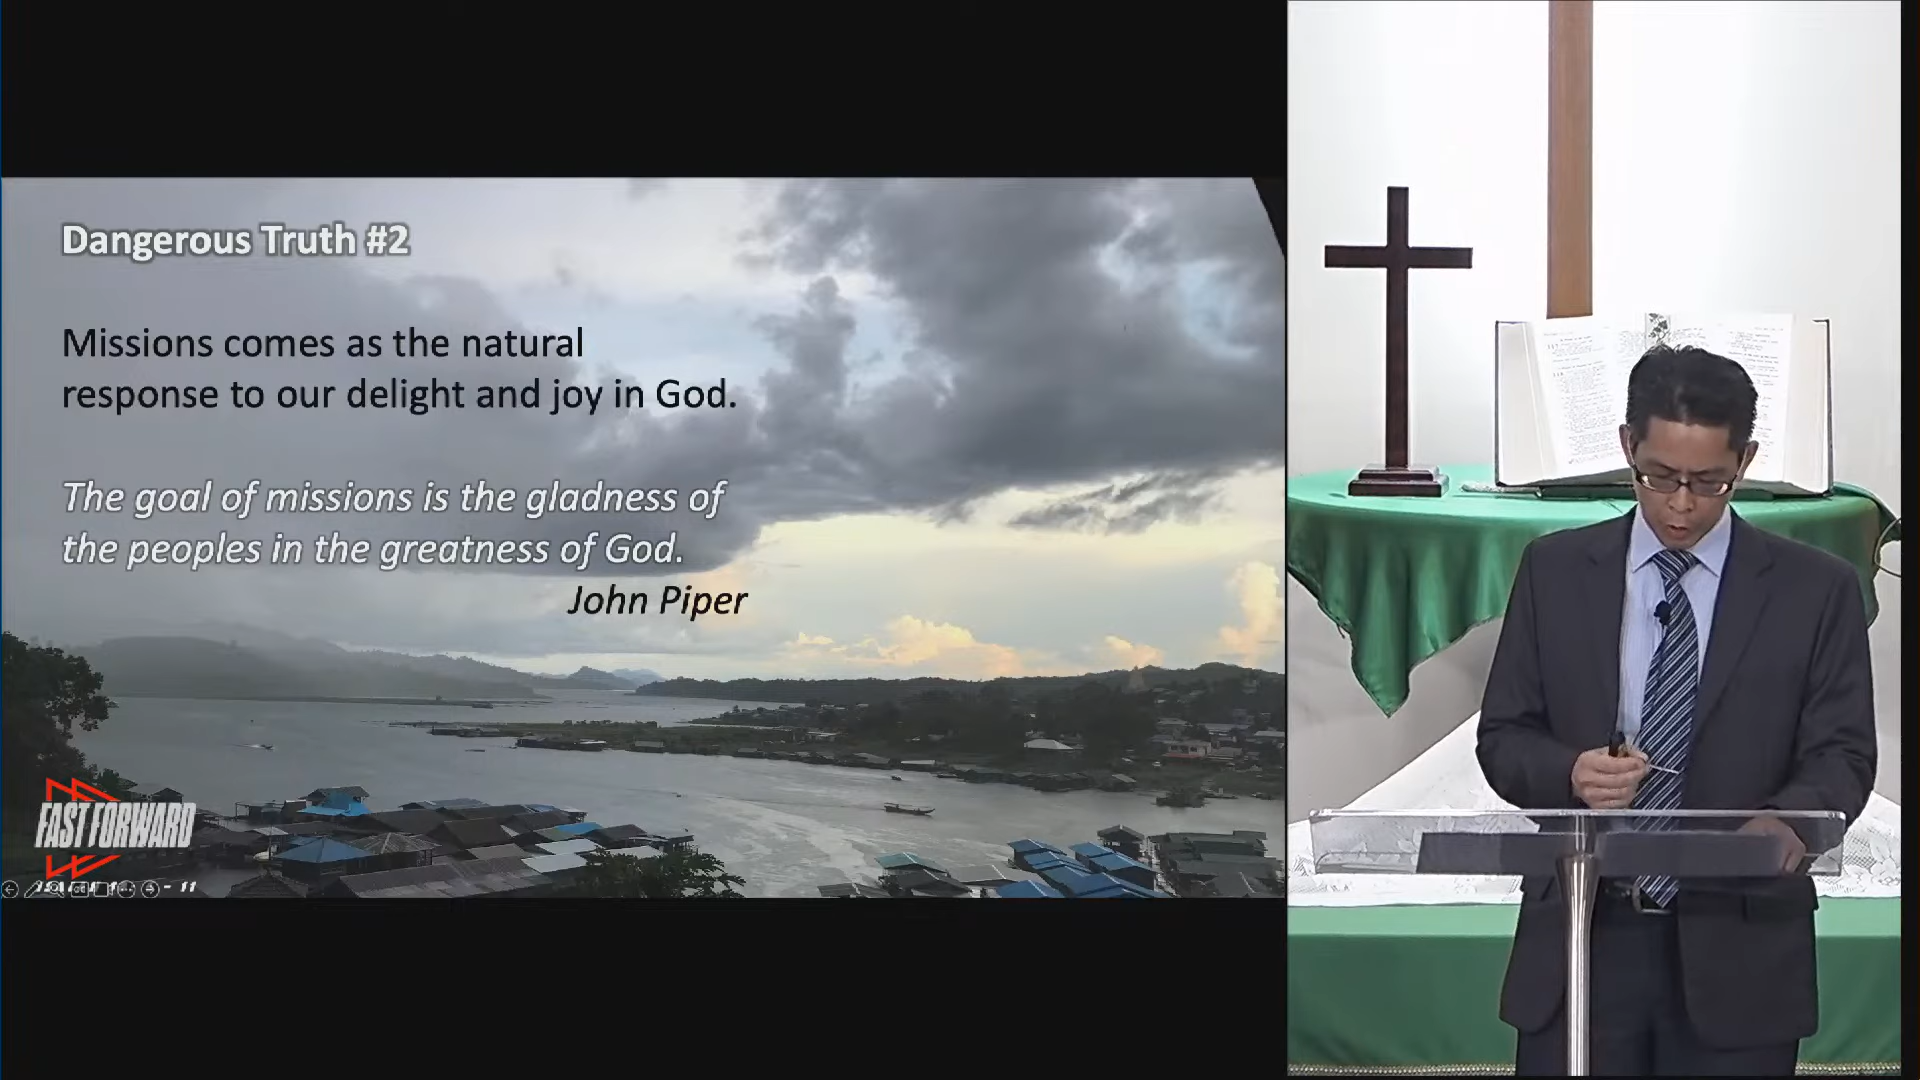 Dangerous Truth #2
Missions comes as the natural
response to our delight and joy in God.
The goal of missions is the gladness of
the peoples in the greatness of God.
John Piper
FAST FORWARD